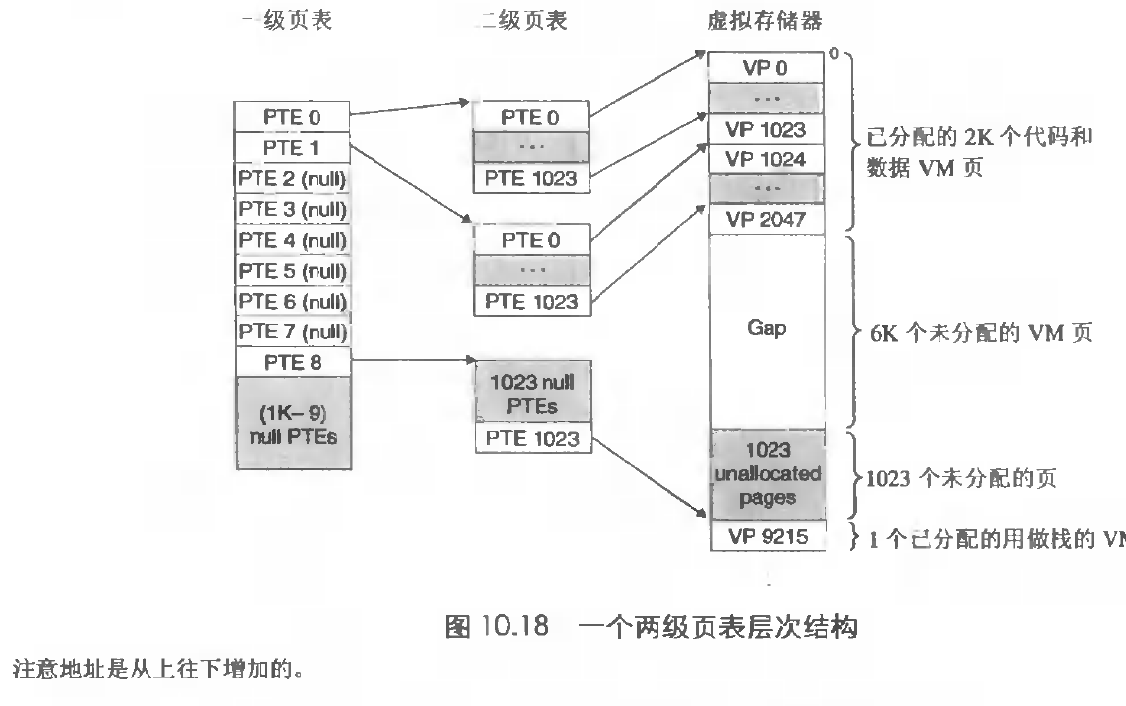 一级页表
二级页表
虚拟存储器
PTE 0
PTE 1
PTE 2 (null)
PTE 3 (null)
PTE 4 (null)
PTE 5 (null)
PTE 6 (null)
PTE 7 (null)
PTE 8
(1K– 9)
null PTEs
PTE 0
...
PTE 1023
PTE 0
...
PTE 1023
1023 null
PTEs
PTE 1023
0
VP 0
...
VP 1023
VP 1024
...
VP 2047
Gap
1023
unallocated
pages
VP 9215
已分配的 2K 个代码和
数据 VM 页
6K 个未分配的 VM 页
1023 个未分配的页
1 个已分配的用做栈的 VM
图 10.18 一个两级页表层次结构
注意地址是从上往下增加的。